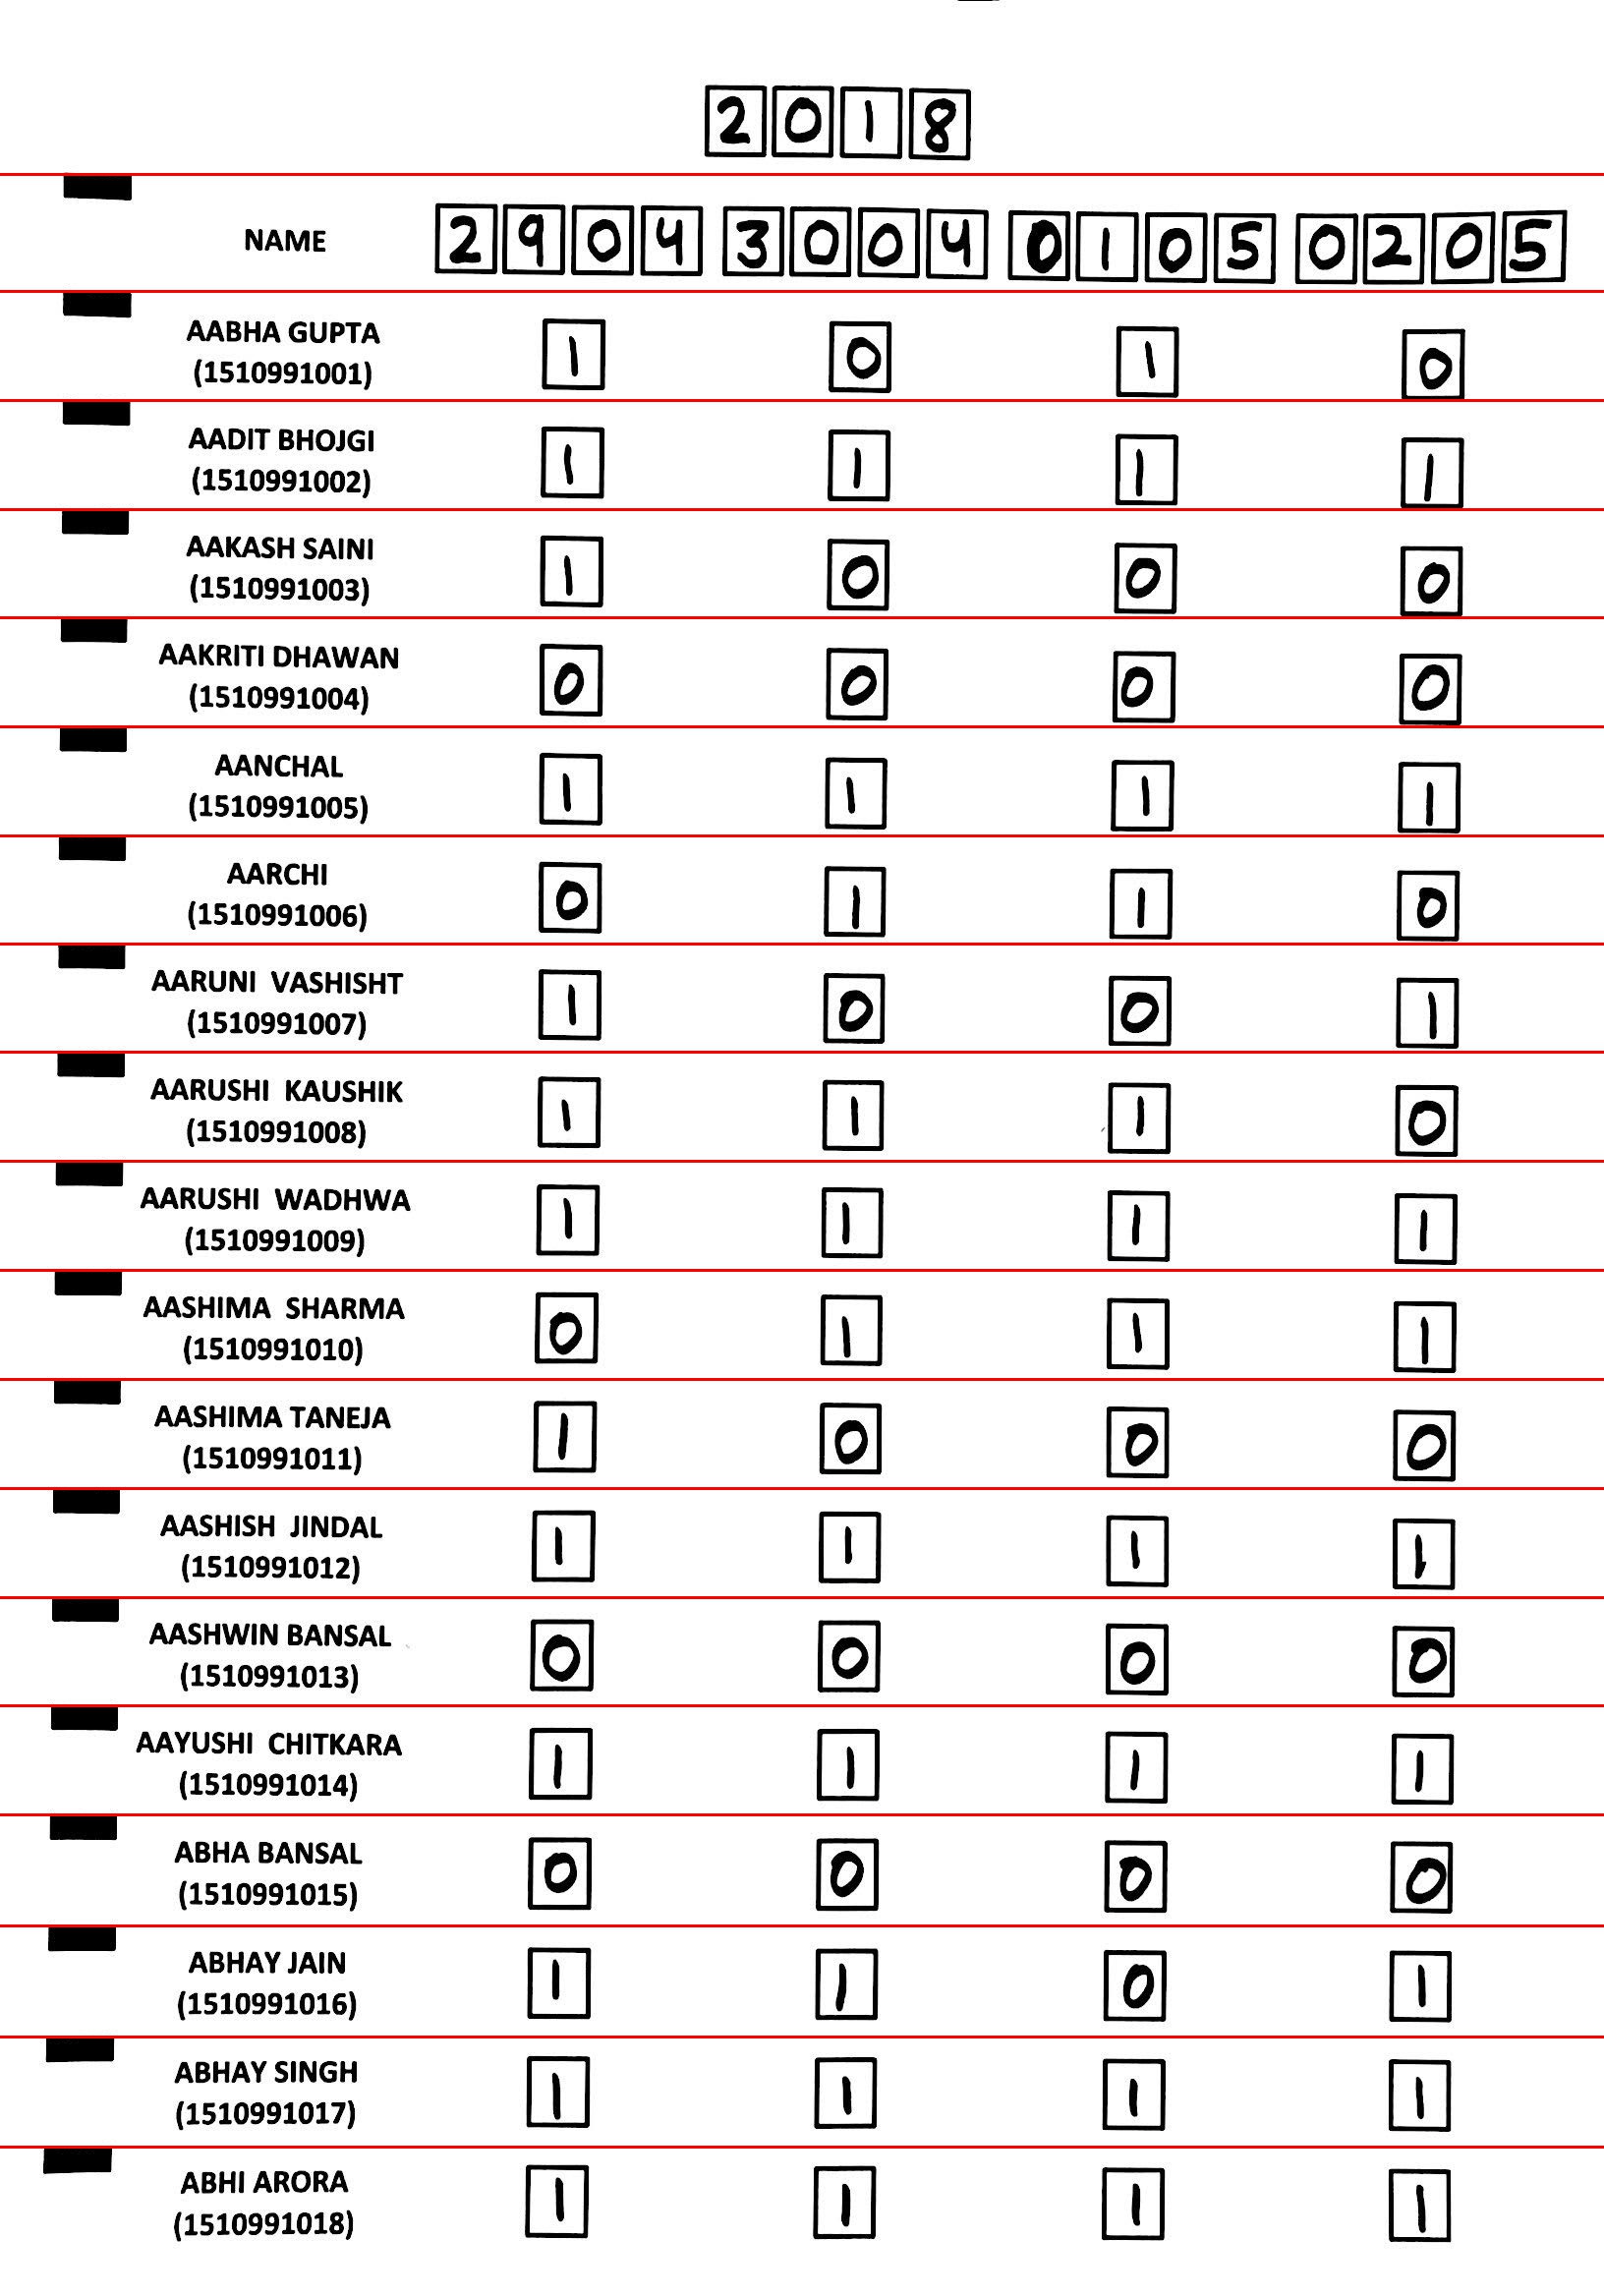 2018
NAME 2904 3004 0105 0205
AABHA GUPTA
(1510991001) 1 0 1 0
AADIT BHOJGI
(1510991002) 1 1 1 1
AAKASH SAINI
(1510991003) 1 0 0 0
AAKRITI DHAWAN
(1510991004) 0 0 0 0
AANCHAL
(1510991005) 1 1 1 1
AARCHI
(1510991006) 0 1 1 0
AARUNI VASHISHT
(1510991007) 1 0 0 1
AARUSHI KAUSHIK
(1510991008) 1 1 1 0
AARUSHI WADHWA
(1510991009) 1 1 1 1
AASHIMA SHARMA
(1510991010) 0 1 1 1
AASHIMA TANEJA
(1510991011) 1 0 0 0
AASHISH JINDAL
(1510991012) 1 1 1 1
AASHWIN BANSAL
(1510991013) 0 0 0 0
AAYUSHI CHITKARA
(1510991014) 1 1 1 1
ABHA BANSAL
(1510991015) 0 0 0 0
ABHAY JAIN
(1510991016) 1 1 0 1
ABHAY SINGH
(1510991017) 1 1 1 1
ABHI ARORA
(1510991018) 1 1 1 1